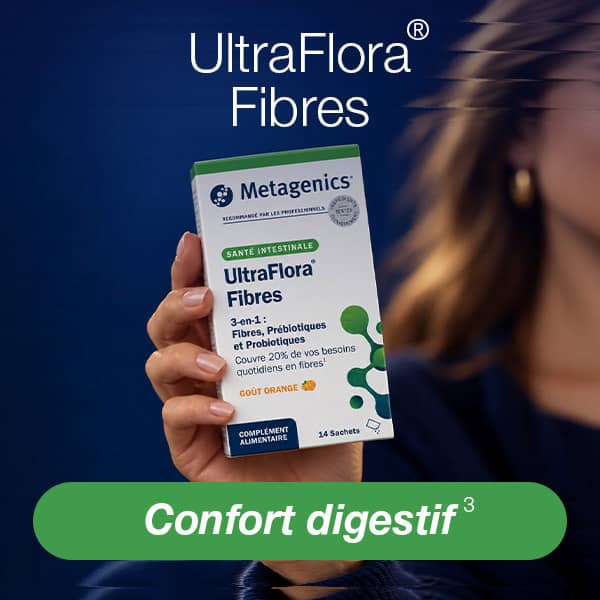 UltraFlora®
Fibres
Metagenics®
RECOMMANDÉ PAR LES PROFESSIONNELS
SANTÉ INTESTINALE
UltraFlora®
Fibres
3-en-1 :
Fibres, Prébiotiques
et Probiotiques
Couvre 20% de vos besoins
quotidiens en fibres¹
GOÛT ORANGE
COMPLÉMENT
ALIMENTAIRE
14 Sachets
Confort digestif ³